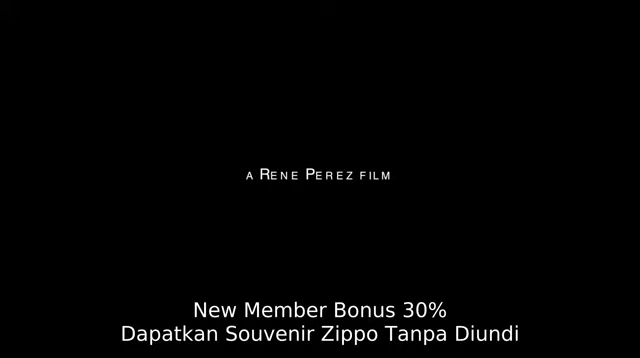 A RENE PEREZ FILM
New Member Bonus 30%
Dapatkan Souvenir Zippo Tanpa Diundi